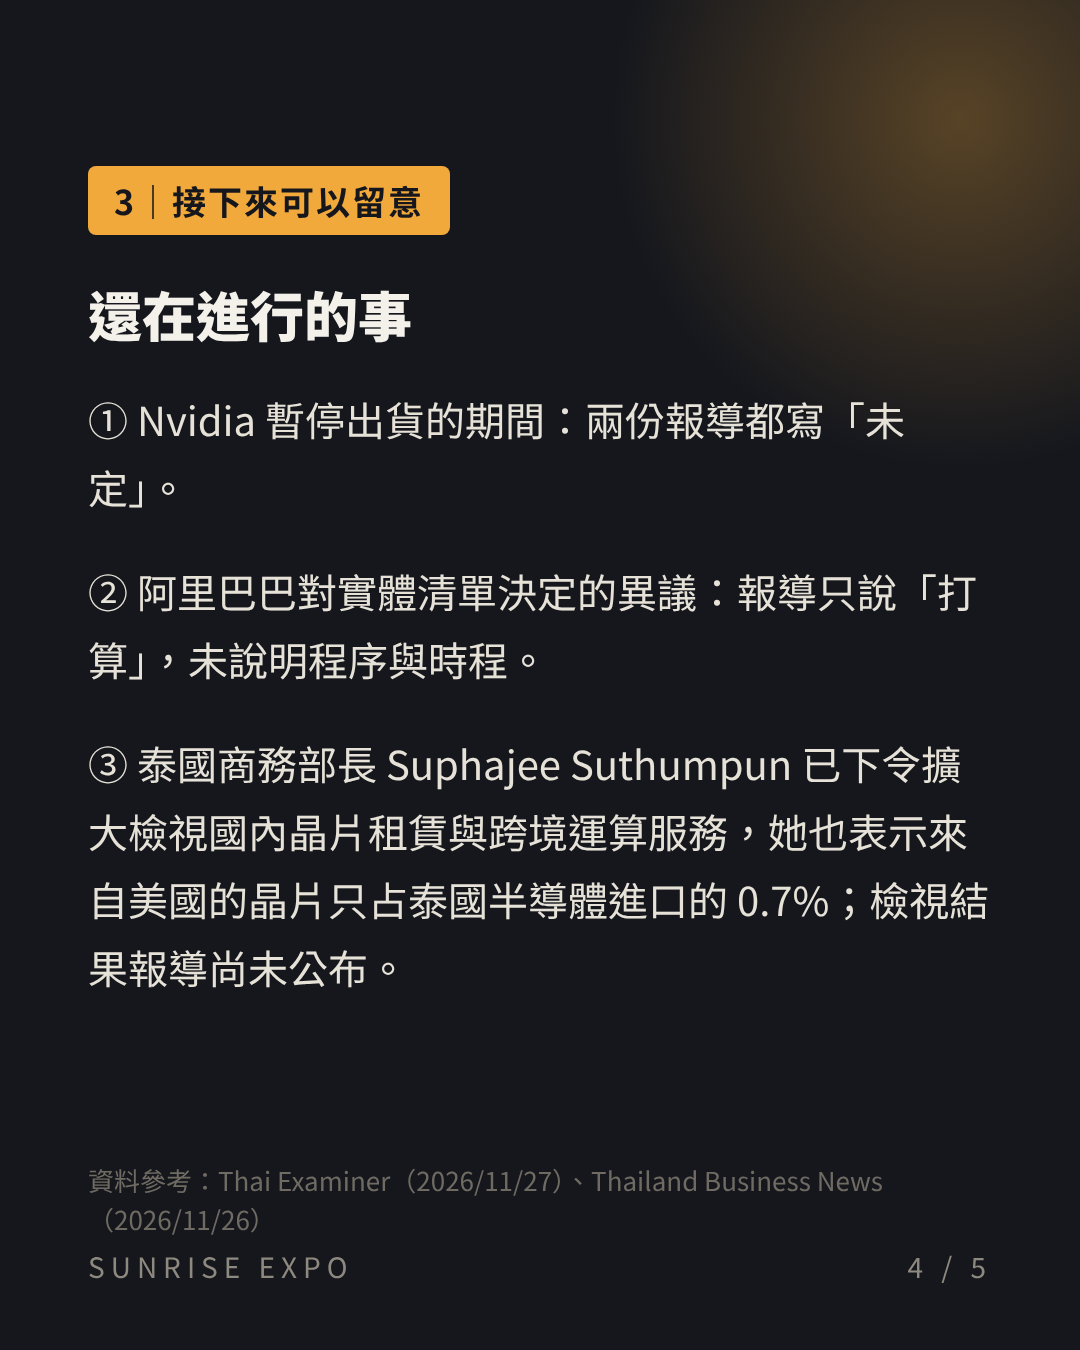 3｜接下來可以留意
還在進行的事
① Nvidia 暫停出貨的期間：兩份報導都寫「未
定」。
② 阿里巴巴對實體清單決定的異議：報導只說「打
算」，未說明程序與時程。
③ 泰國商務部長 Suphajee Suthumpun 已下令擴
大檢視國內晶片租賃與跨境運算服務，她也表示來
自美國的晶片只占泰國半導體進口的 0.7%；檢視結
果報導尚未公布。
資料參考：Thai Examiner（2026/11/27）、Thailand Business News
（2026/11/26）
SUNRISE EXPO
4 / 5